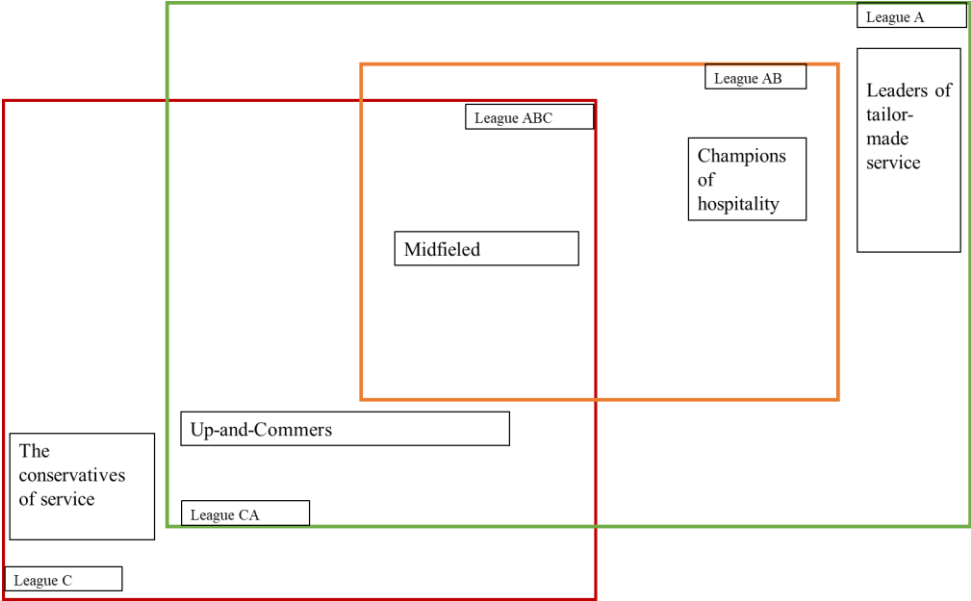 League A
League AB
Leaders of
tailor-
made
service
League ABC
Champions
of
hospitality
Midfieled
Up-and-Commers
The
conservatives
of service
League CA
League C